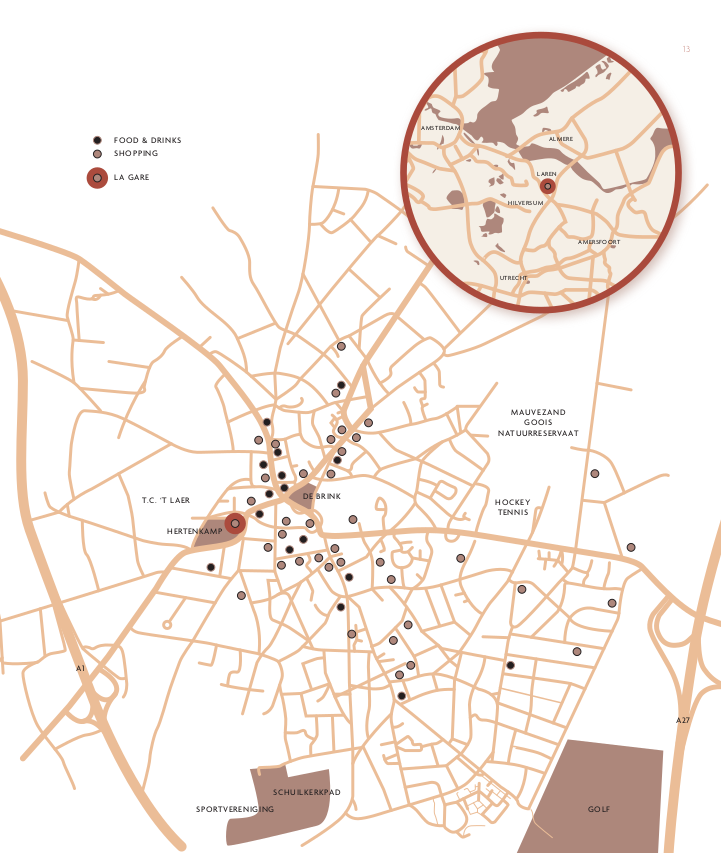 13
FOOD & DRINKS
SHOPPING
LA GARE
AMSTERDAM
ALMERE
LAREN
HILVERSUM
AMERSFOORT
UTRECHT
MAUVEZAND
GOOIS
NATUURRESERVAAT
T.C. 'T LAER
DE BRINK
HOCKEY
TENNIS
HERTENKAMP
A1
A27
SCHUILKERKPAD
SPORTVERENIGING
GOLF